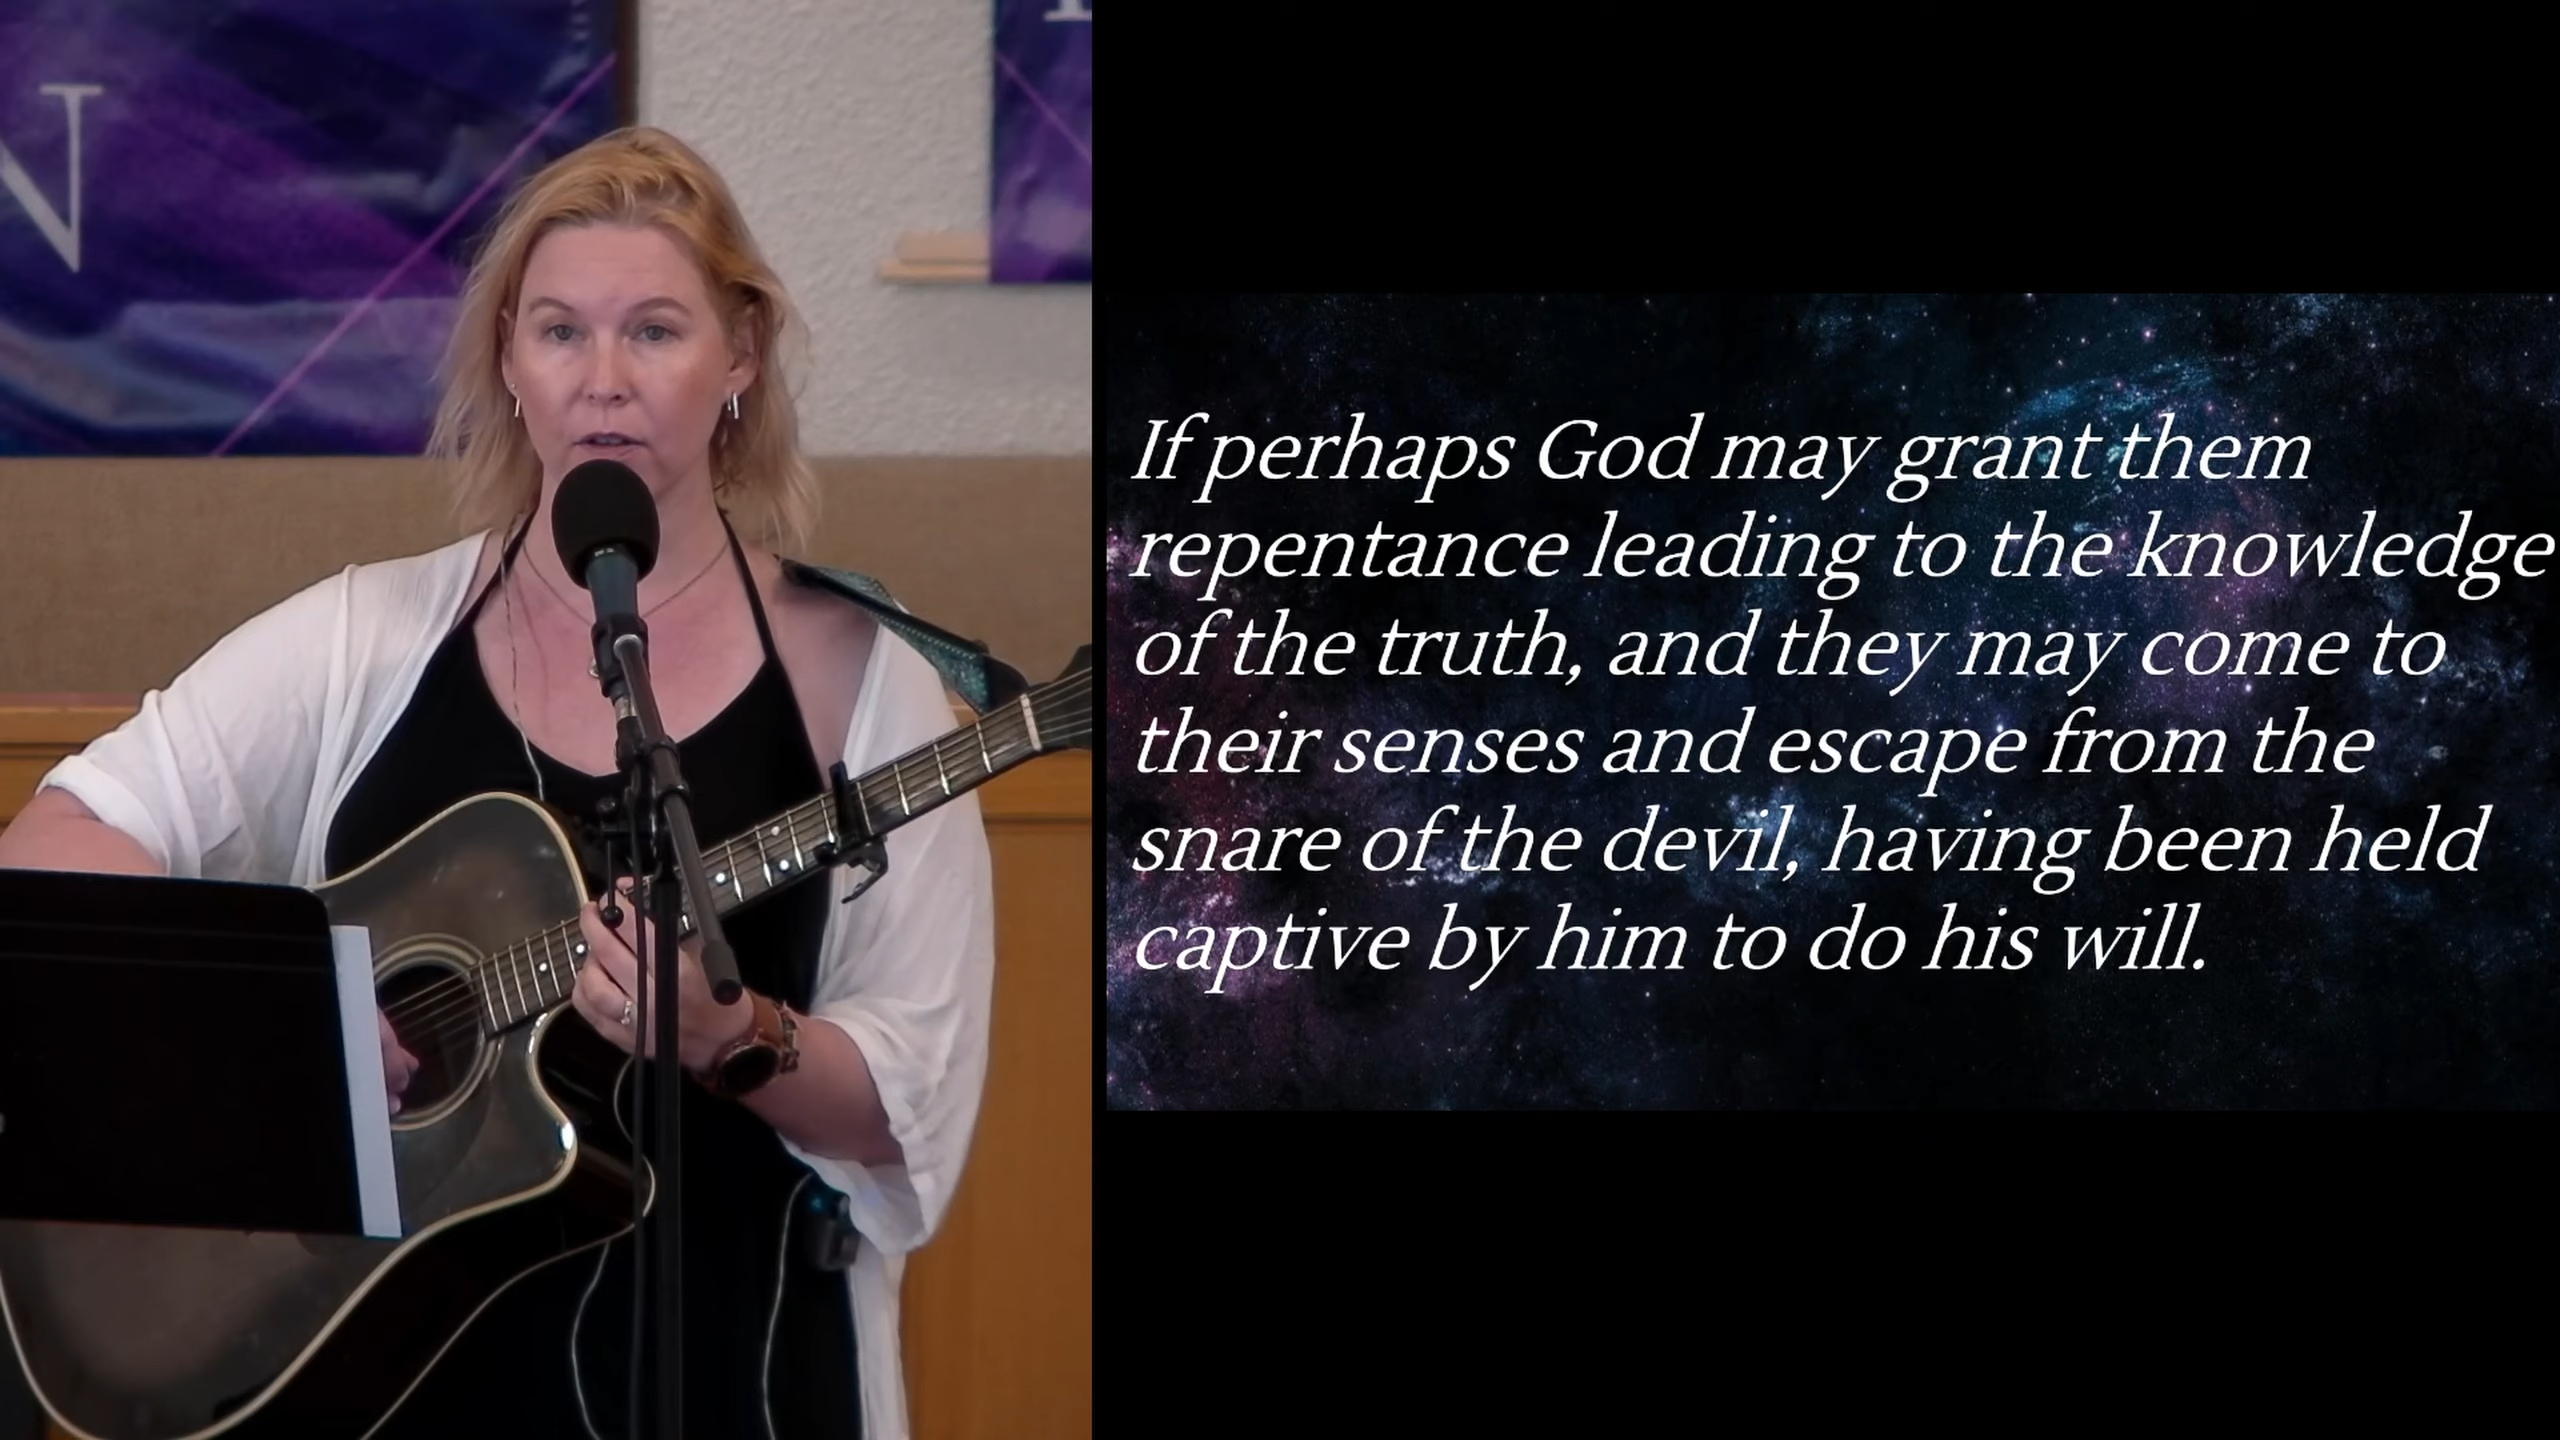 N
If perhaps God may grant them
repentance leading to the knowledge
of the truth, and they may come to
their senses and escape from the
snare of the devil, having been held
captive by him to do his will.